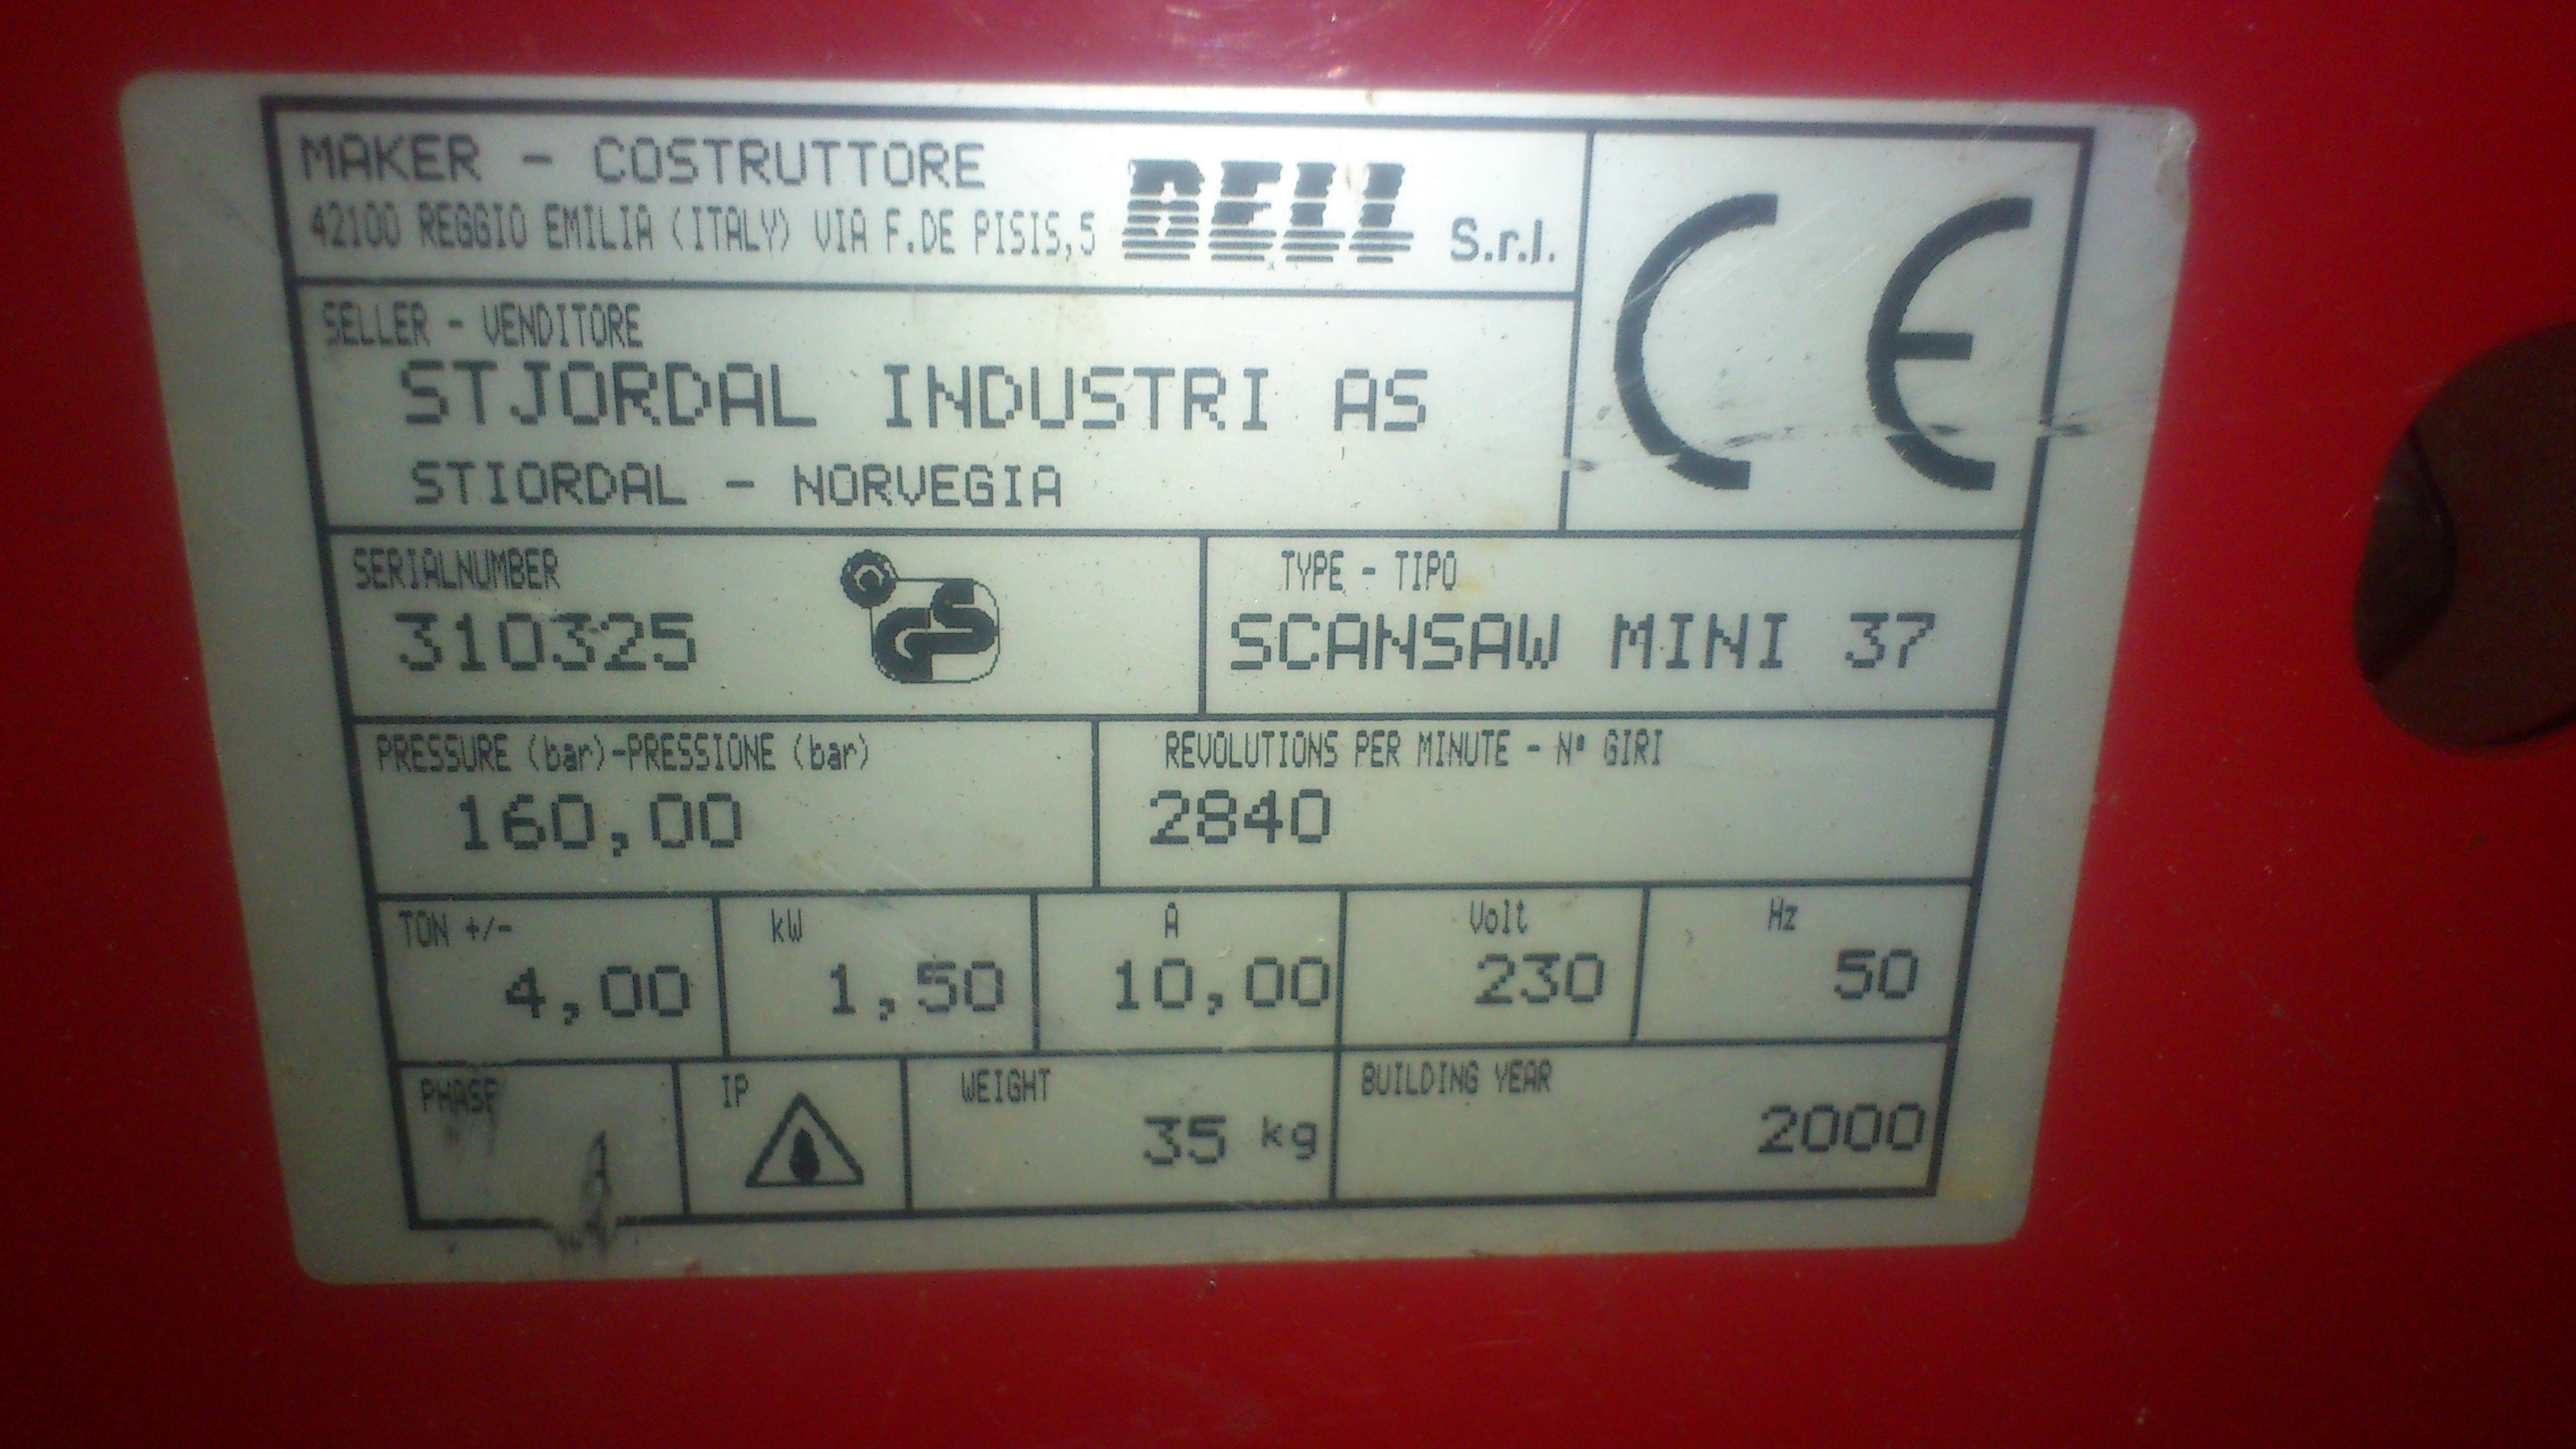 MAKER - COSTRUTTORE
42100 REGGIO EMILIA (ITALY) VIA F.DE PISIS,5
BELL S.r.l.
CE
SELLER - VENDITORE
STJORDAL INDUSTRI AS
STIORDAL - NORVEGIA
SERIALNUMBER
310325
GS
TYPE - TIPO
SCANSAW MINI 37
PRESSURE (bar)-PRESSIONE (bar)
160,00
REVOLUTIONS PER MINUTE - N° GIRI
2840
TON +/-
4,00
kW
1,50
A
10,00
Volt
230
Hz
50
PHASE
IP
WEIGHT
35 kg
BUILDING YEAR
2000